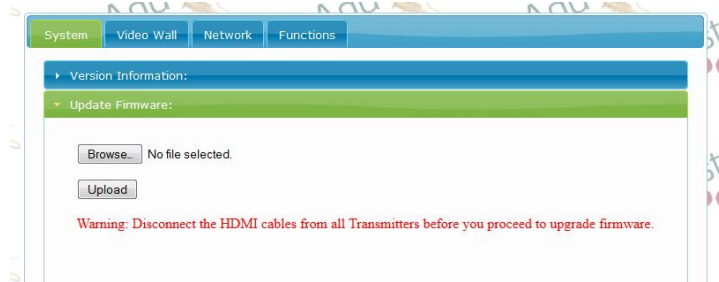 System Video Wall Network Functions
Version Information:
Update Firmware:
Browse_ No file selected.
Upload
Warning: Disconnect the HDMI cables from all Transmitters before you proceed to upgrade firmware.